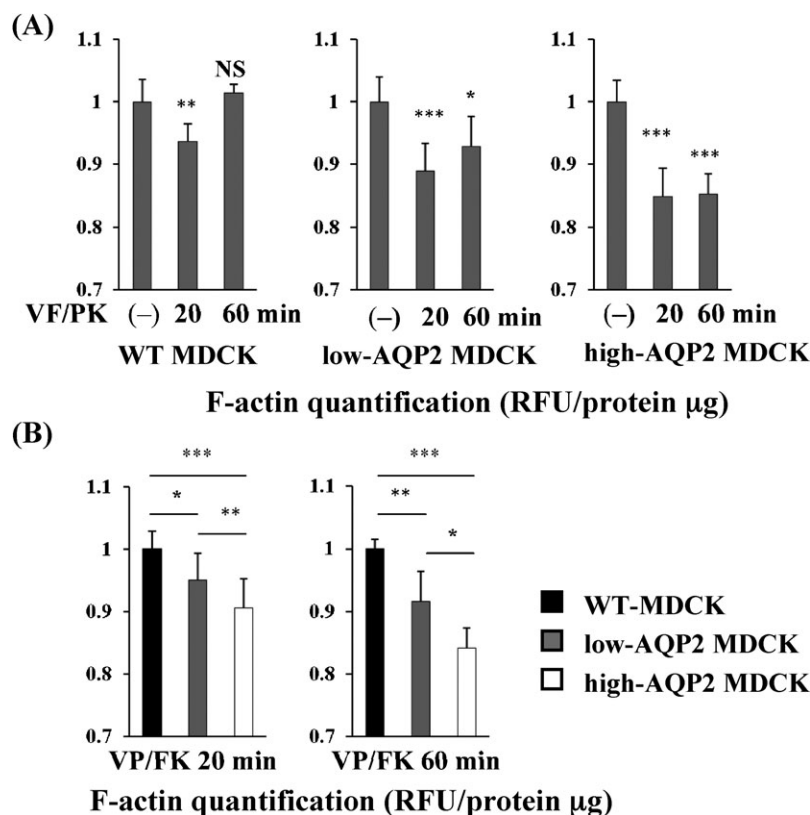 (A)
1.1 1.1 1.1
NS
1 ** 1 *** * 1 *** ***
0.9 0.9 0.9
0.8 0.8 0.8
0.7 0.7 0.7
VF/PK (–) 20 60 min (–) 20 60 min (–) 20 60 min
WT MDCK low-AQP2 MDCK high-AQP2 MDCK
F-actin quantification (RFU/protein μg)
(B)
*** ***
1.1 * ** 1.1 ** *
1 1
0.9 0.9
0.8 0.8
0.7 0.7
VP/FK 20 min VP/FK 60 min
WT-MDCK
low-AQP2 MDCK
high-AQP2 MDCK
F-actin quantification (RFU/protein μg)